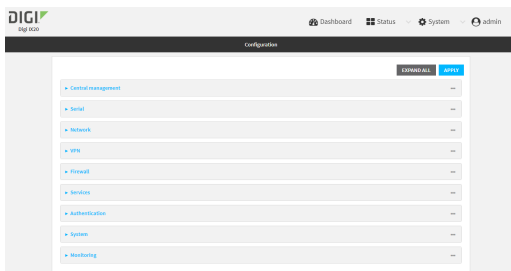 DIGI
Digi IX20
Dashboard Status System admin
Configuration
EXPAND ALL APPLY
Central management
Serial
Network
VPN
Firewall
Services
Authentication
System
Monitoring